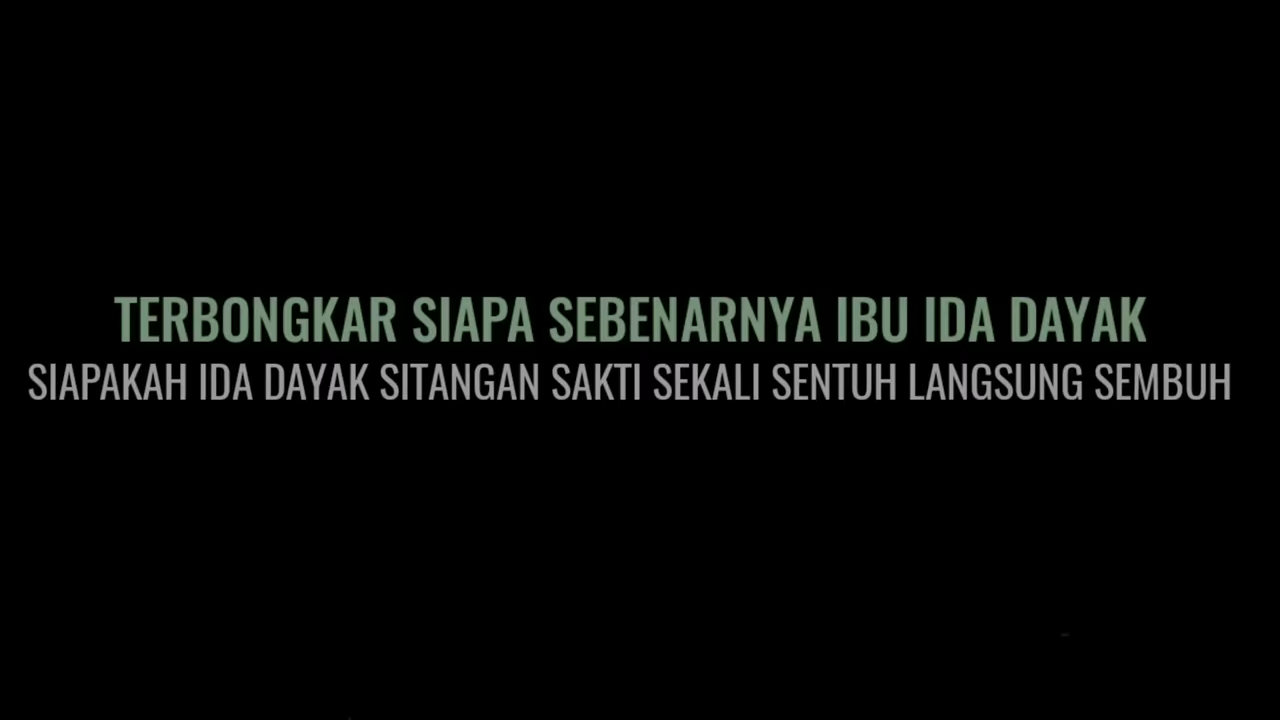 TERBONGKAR SIAPA SEBENARNYA IBU IDA DAYAK
SIAPAKAH IDA DAYAK SITANGAN SAKTI SEKALI SENTUH LANGSUNG SEMBUH